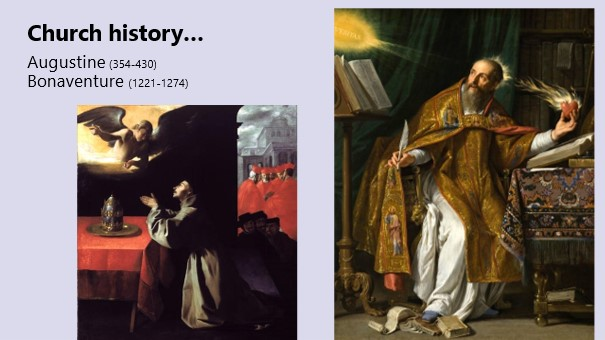 Church history...
Augustine (354-430)
Bonaventure (1221-1274)